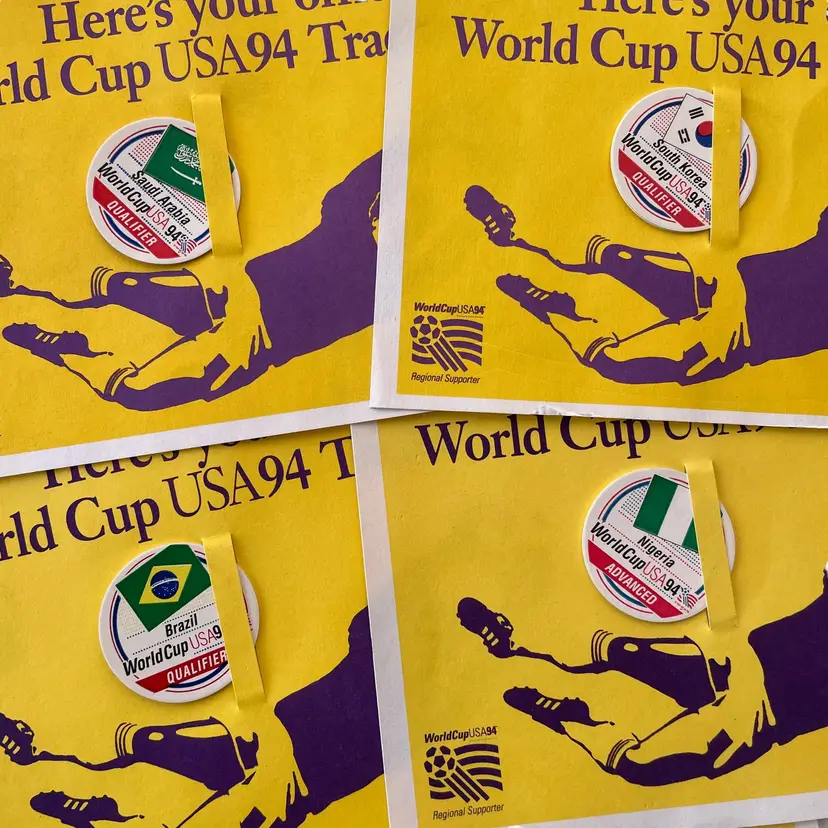 Here's your
World Cup USA94 Tra
Saudi Arabia
WorldCupUSA94
QUALIFIER
Here's your
World Cup USA94
South Korea
WorldCupUSA94
QUALIFIER
WorldCupUSA94
Regional Supporter
Here's
World Cup USA94 T
Brazil
WorldCupUSA9
QUALIFIER
World Cup USA
Nigeria
WorldCupUSA94
ADVANCED
WorldCupUSA94
Regional Supporter